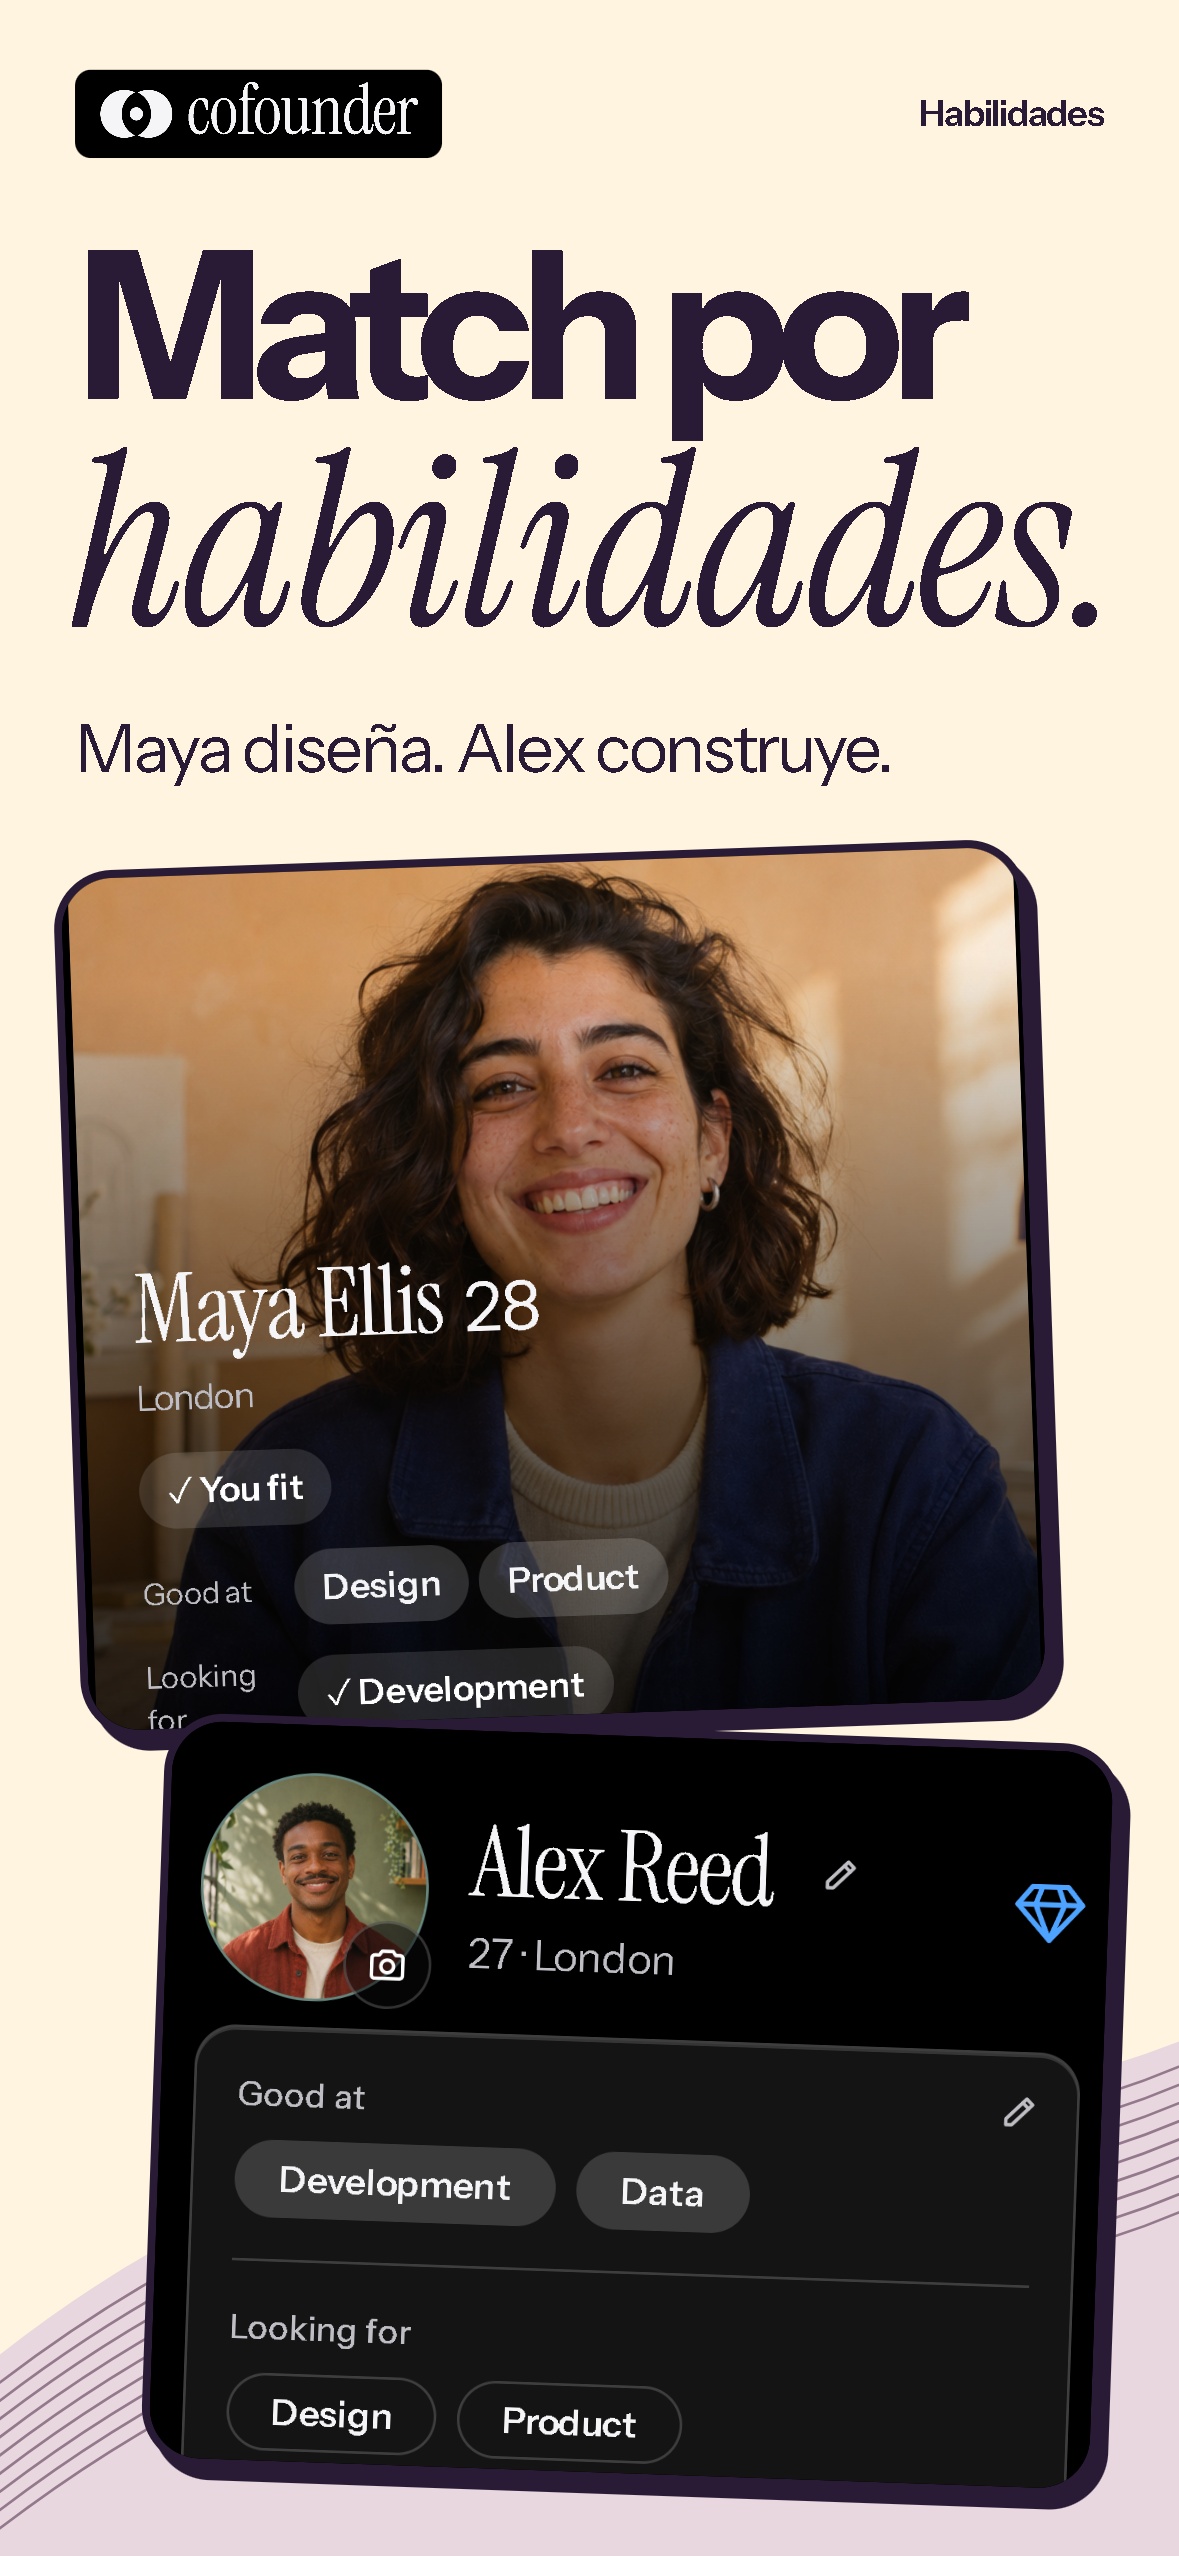 cofounder
Habilidades
Match por
habilidades.
Maya diseña. Alex construye.
Maya Ellis 28
London
✓ You fit
Good at Design Product
Looking ✓ Development
for
Alex Reed
27 · London
Good at
Development Data
Looking for
Design Product